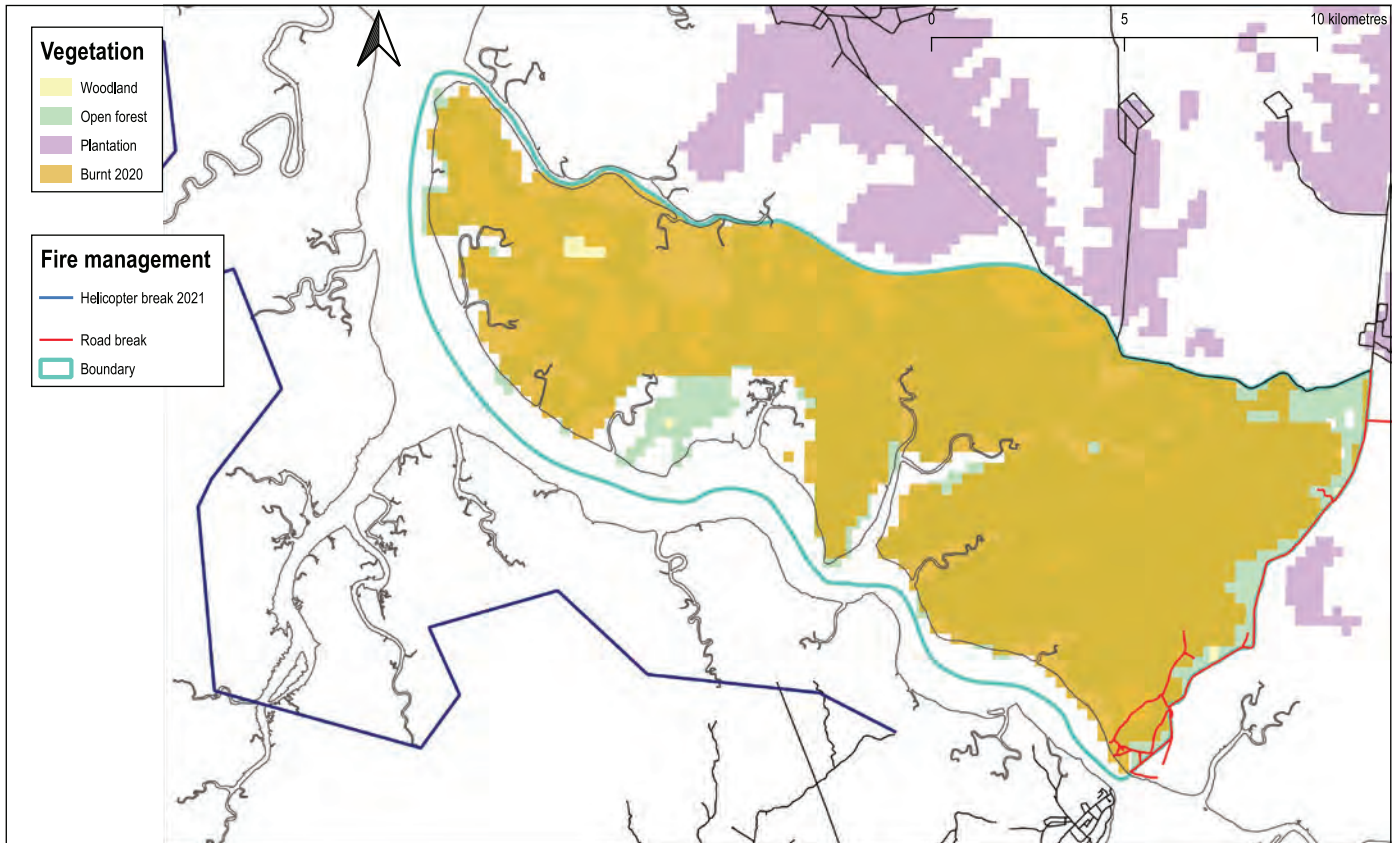 0 5 10 kilometres
Vegetation
Woodland
Open forest
Plantation
Burnt 2020
Fire management
Helicopter break 2021
Road break
Boundary